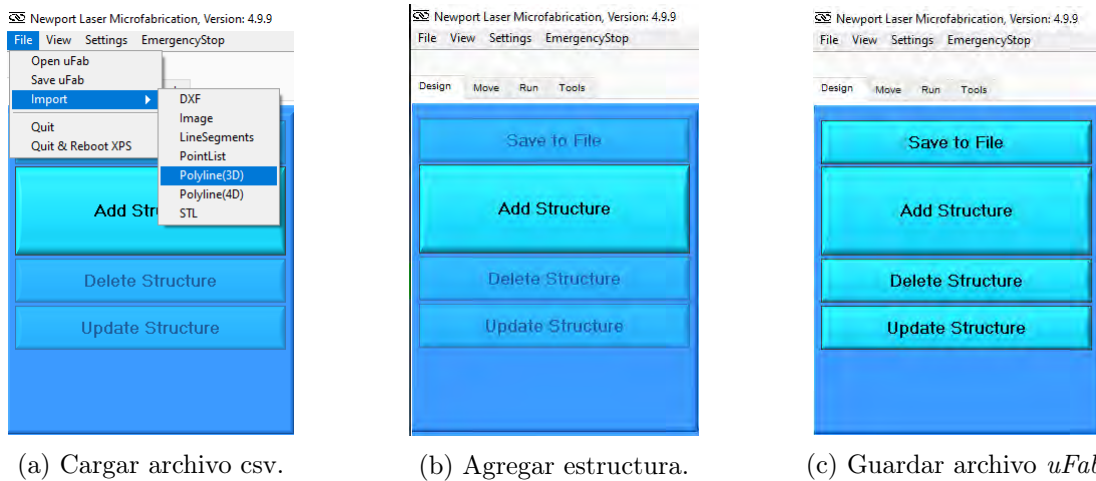 Newport Laser Microfabrication, Version: 4.9.9
File View Settings EmergencyStop
Open uFab
Save uFab
Import
Quit
Quit & Reboot XPS
DXF
Image
LineSegments
PointList
Polyline(3D)
Polyline(4D)
STL
Add Str
Delete Structure
Update Structure
(a) Cargar archivo csv.
Newport Laser Microfabrication, Version: 4.9.9
File View Settings EmergencyStop
Design Move Run Tools
Save to File
Add Structure
Delete Structure
Update Structure
(b) Agregar estructura.
Newport Laser Microfabrication, Version: 4.9.9
File View Settings EmergencyStop
Design Move Run Tools
Save to File
Add Structure
Delete Structure
Update Structure
(c) Guardar archivo uFab